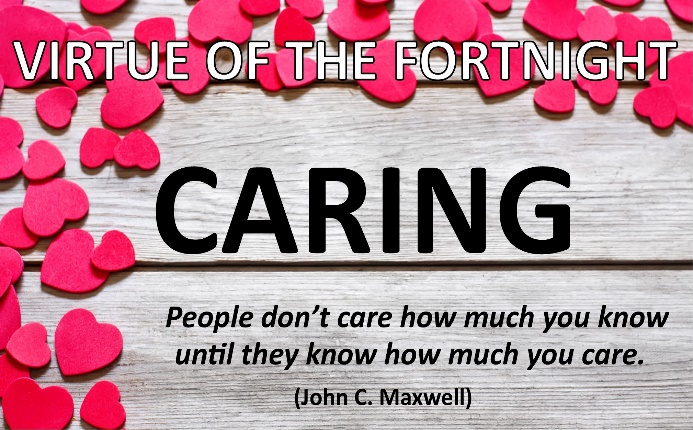 VIRTUE OF THE FORTNIGHT
CARING
People don’t care how much you know
until they know how much you care.
(John C. Maxwell)